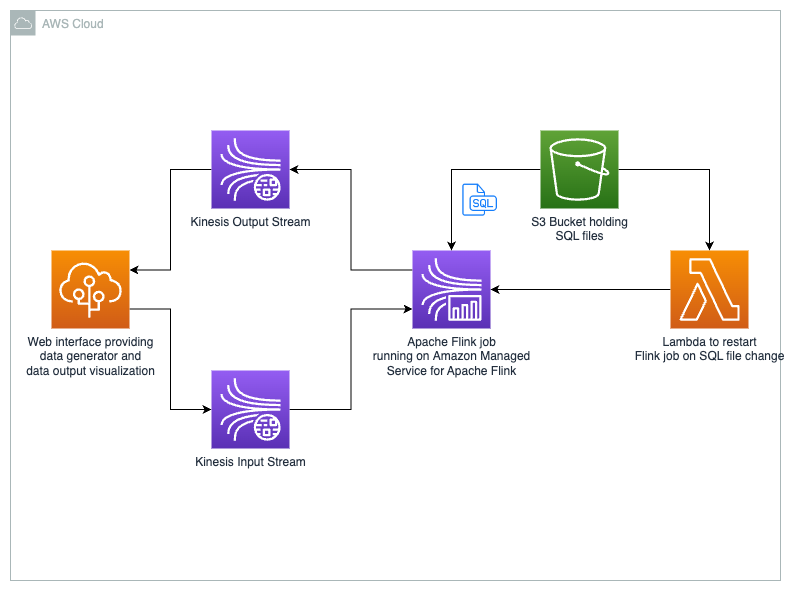 AWS Cloud
Kinesis Output Stream
SQL
S3 Bucket holding
SQL files
Web interface providing
data generator and
data output visualization
Apache Flink job
running on Amazon Managed
Service for Apache Flink
Lambda to restart
Flink job on SQL file change
Kinesis Input Stream